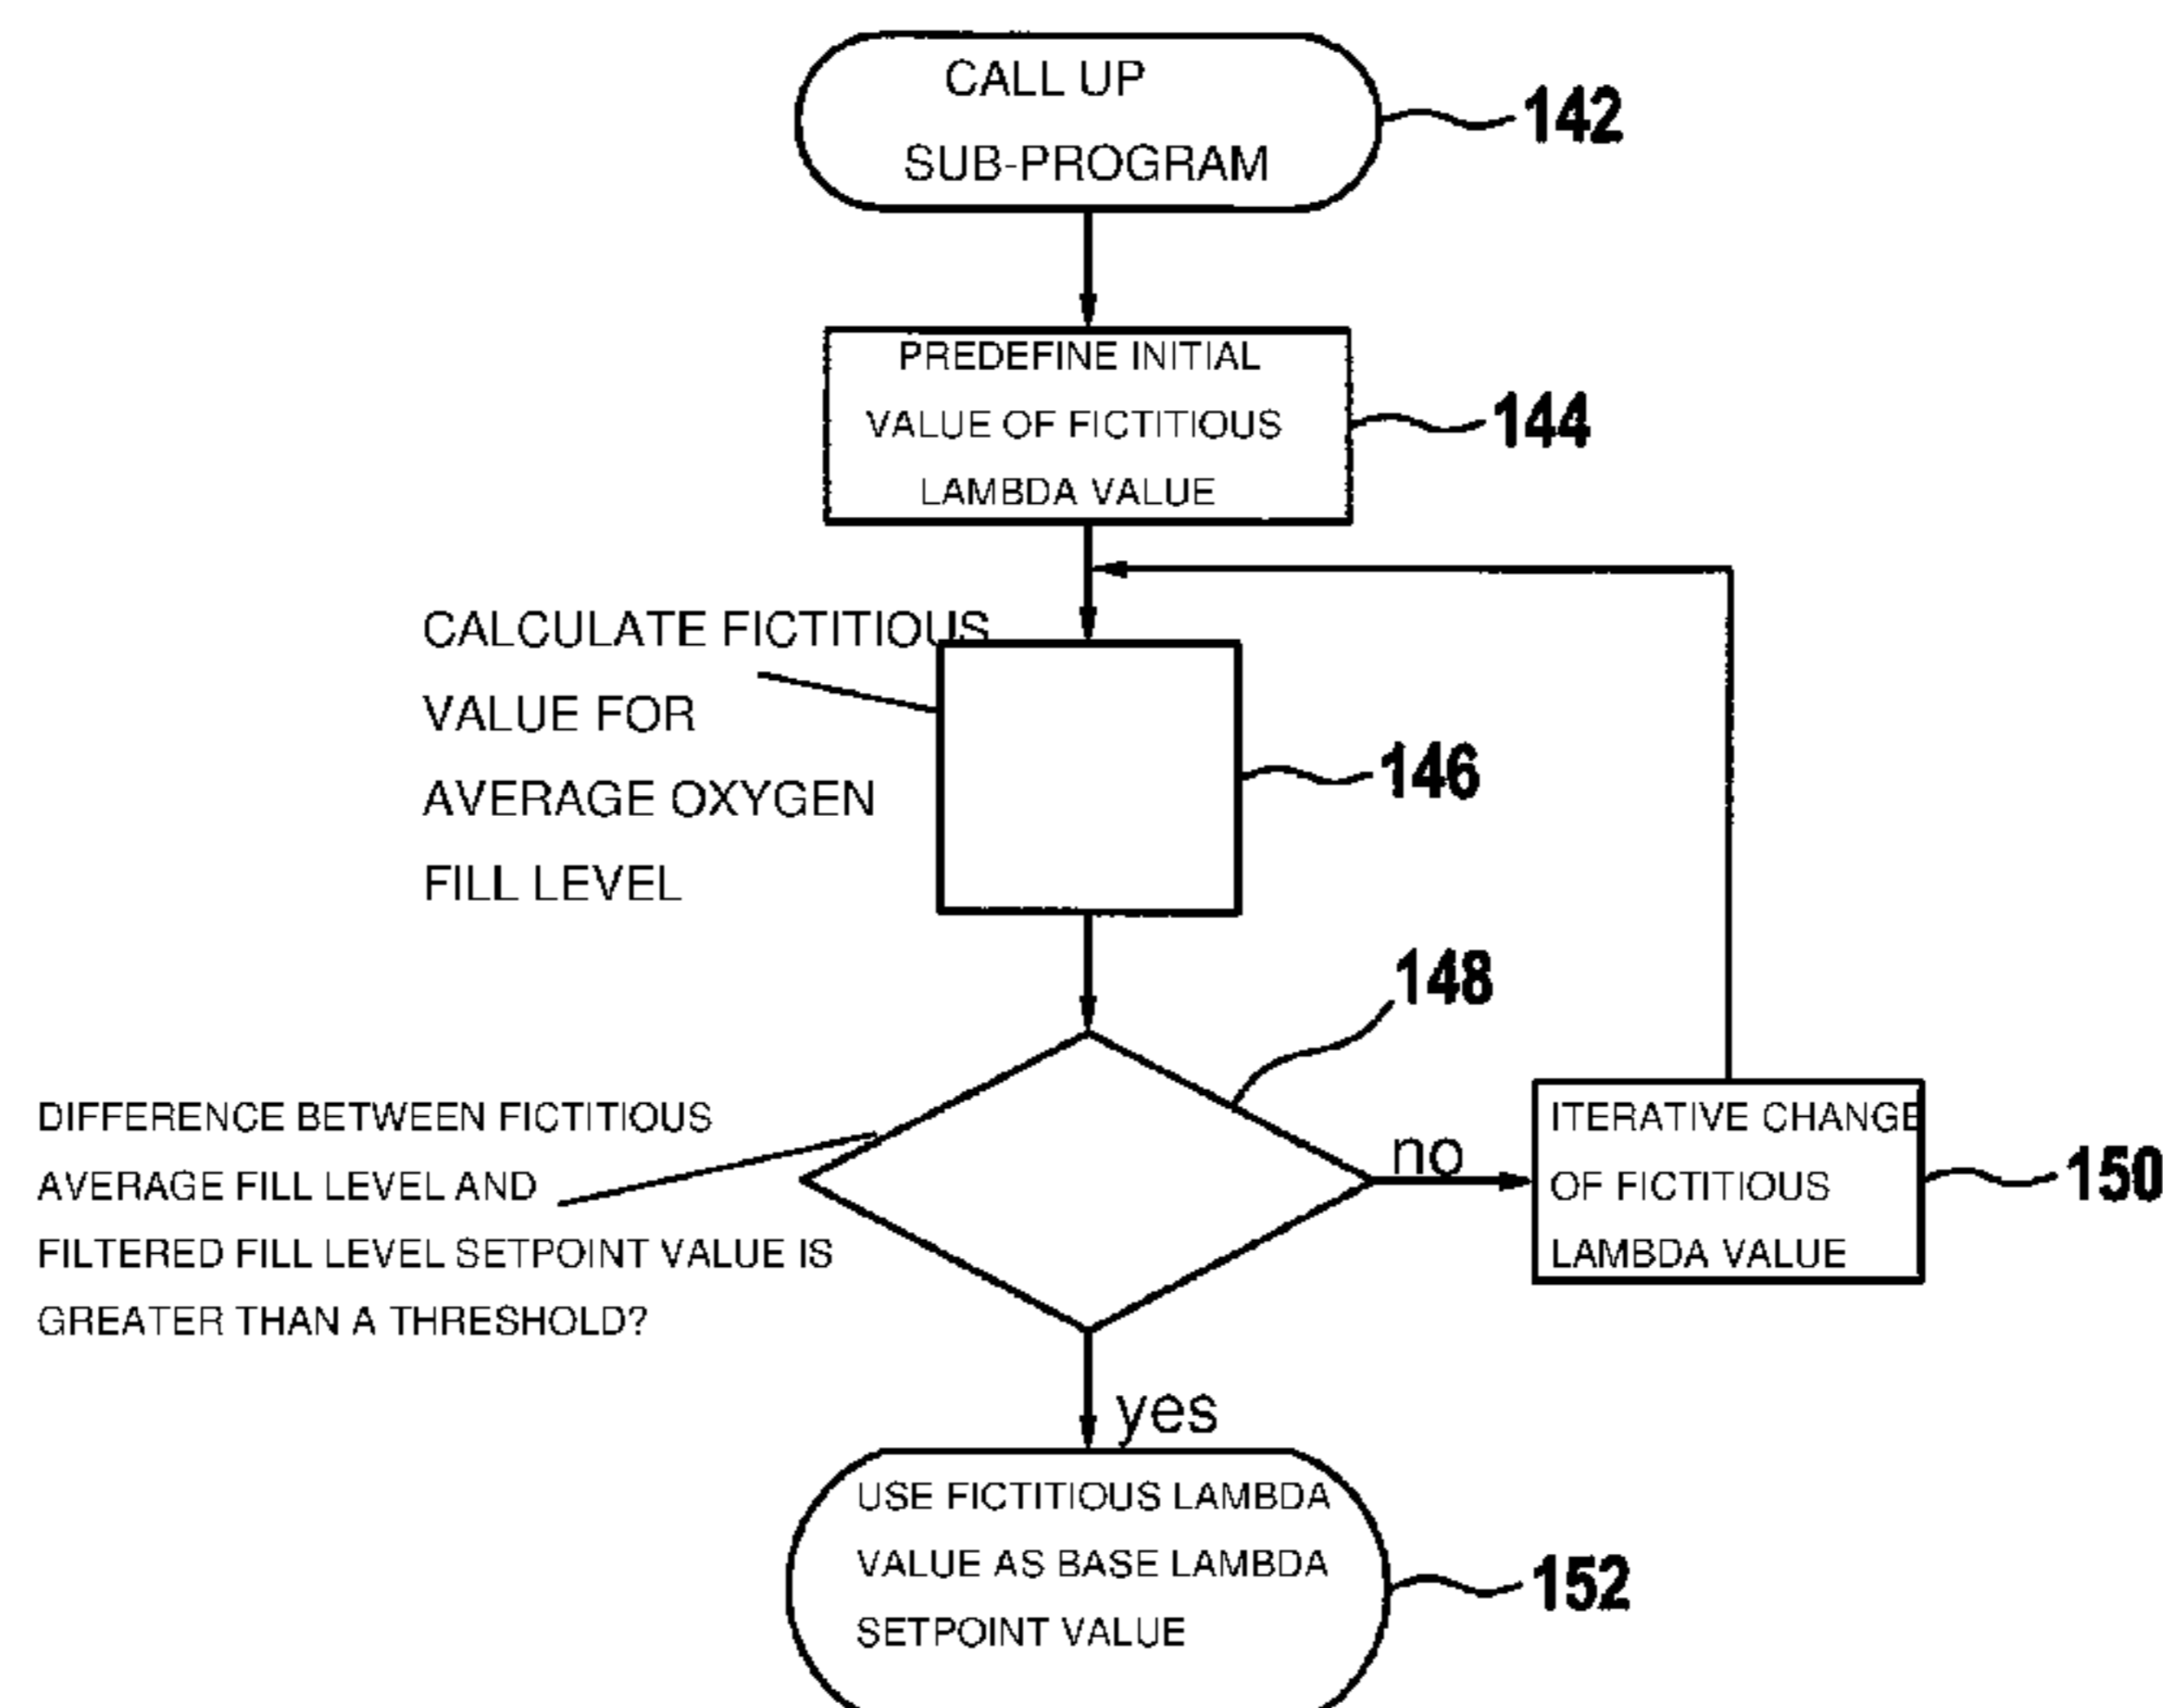 CALL UP
SUB-PROGRAM
142
PREDEFINE INITIAL
VALUE OF FICTITIOUS
LAMBDA VALUE
144
CALCULATE FICTITIOUS
VALUE FOR
AVERAGE OXYGEN
FILL LEVEL
146
148
DIFFERENCE BETWEEN FICTITIOUS
AVERAGE FILL LEVEL AND
FILTERED FILL LEVEL SETPOINT VALUE IS
GREATER THAN A THRESHOLD?
no
ITERATIVE CHANGE
OF FICTITIOUS
LAMBDA VALUE
150
yes
USE FICTITIOUS LAMBDA
VALUE AS BASE LAMBDA
SETPOINT VALUE
152